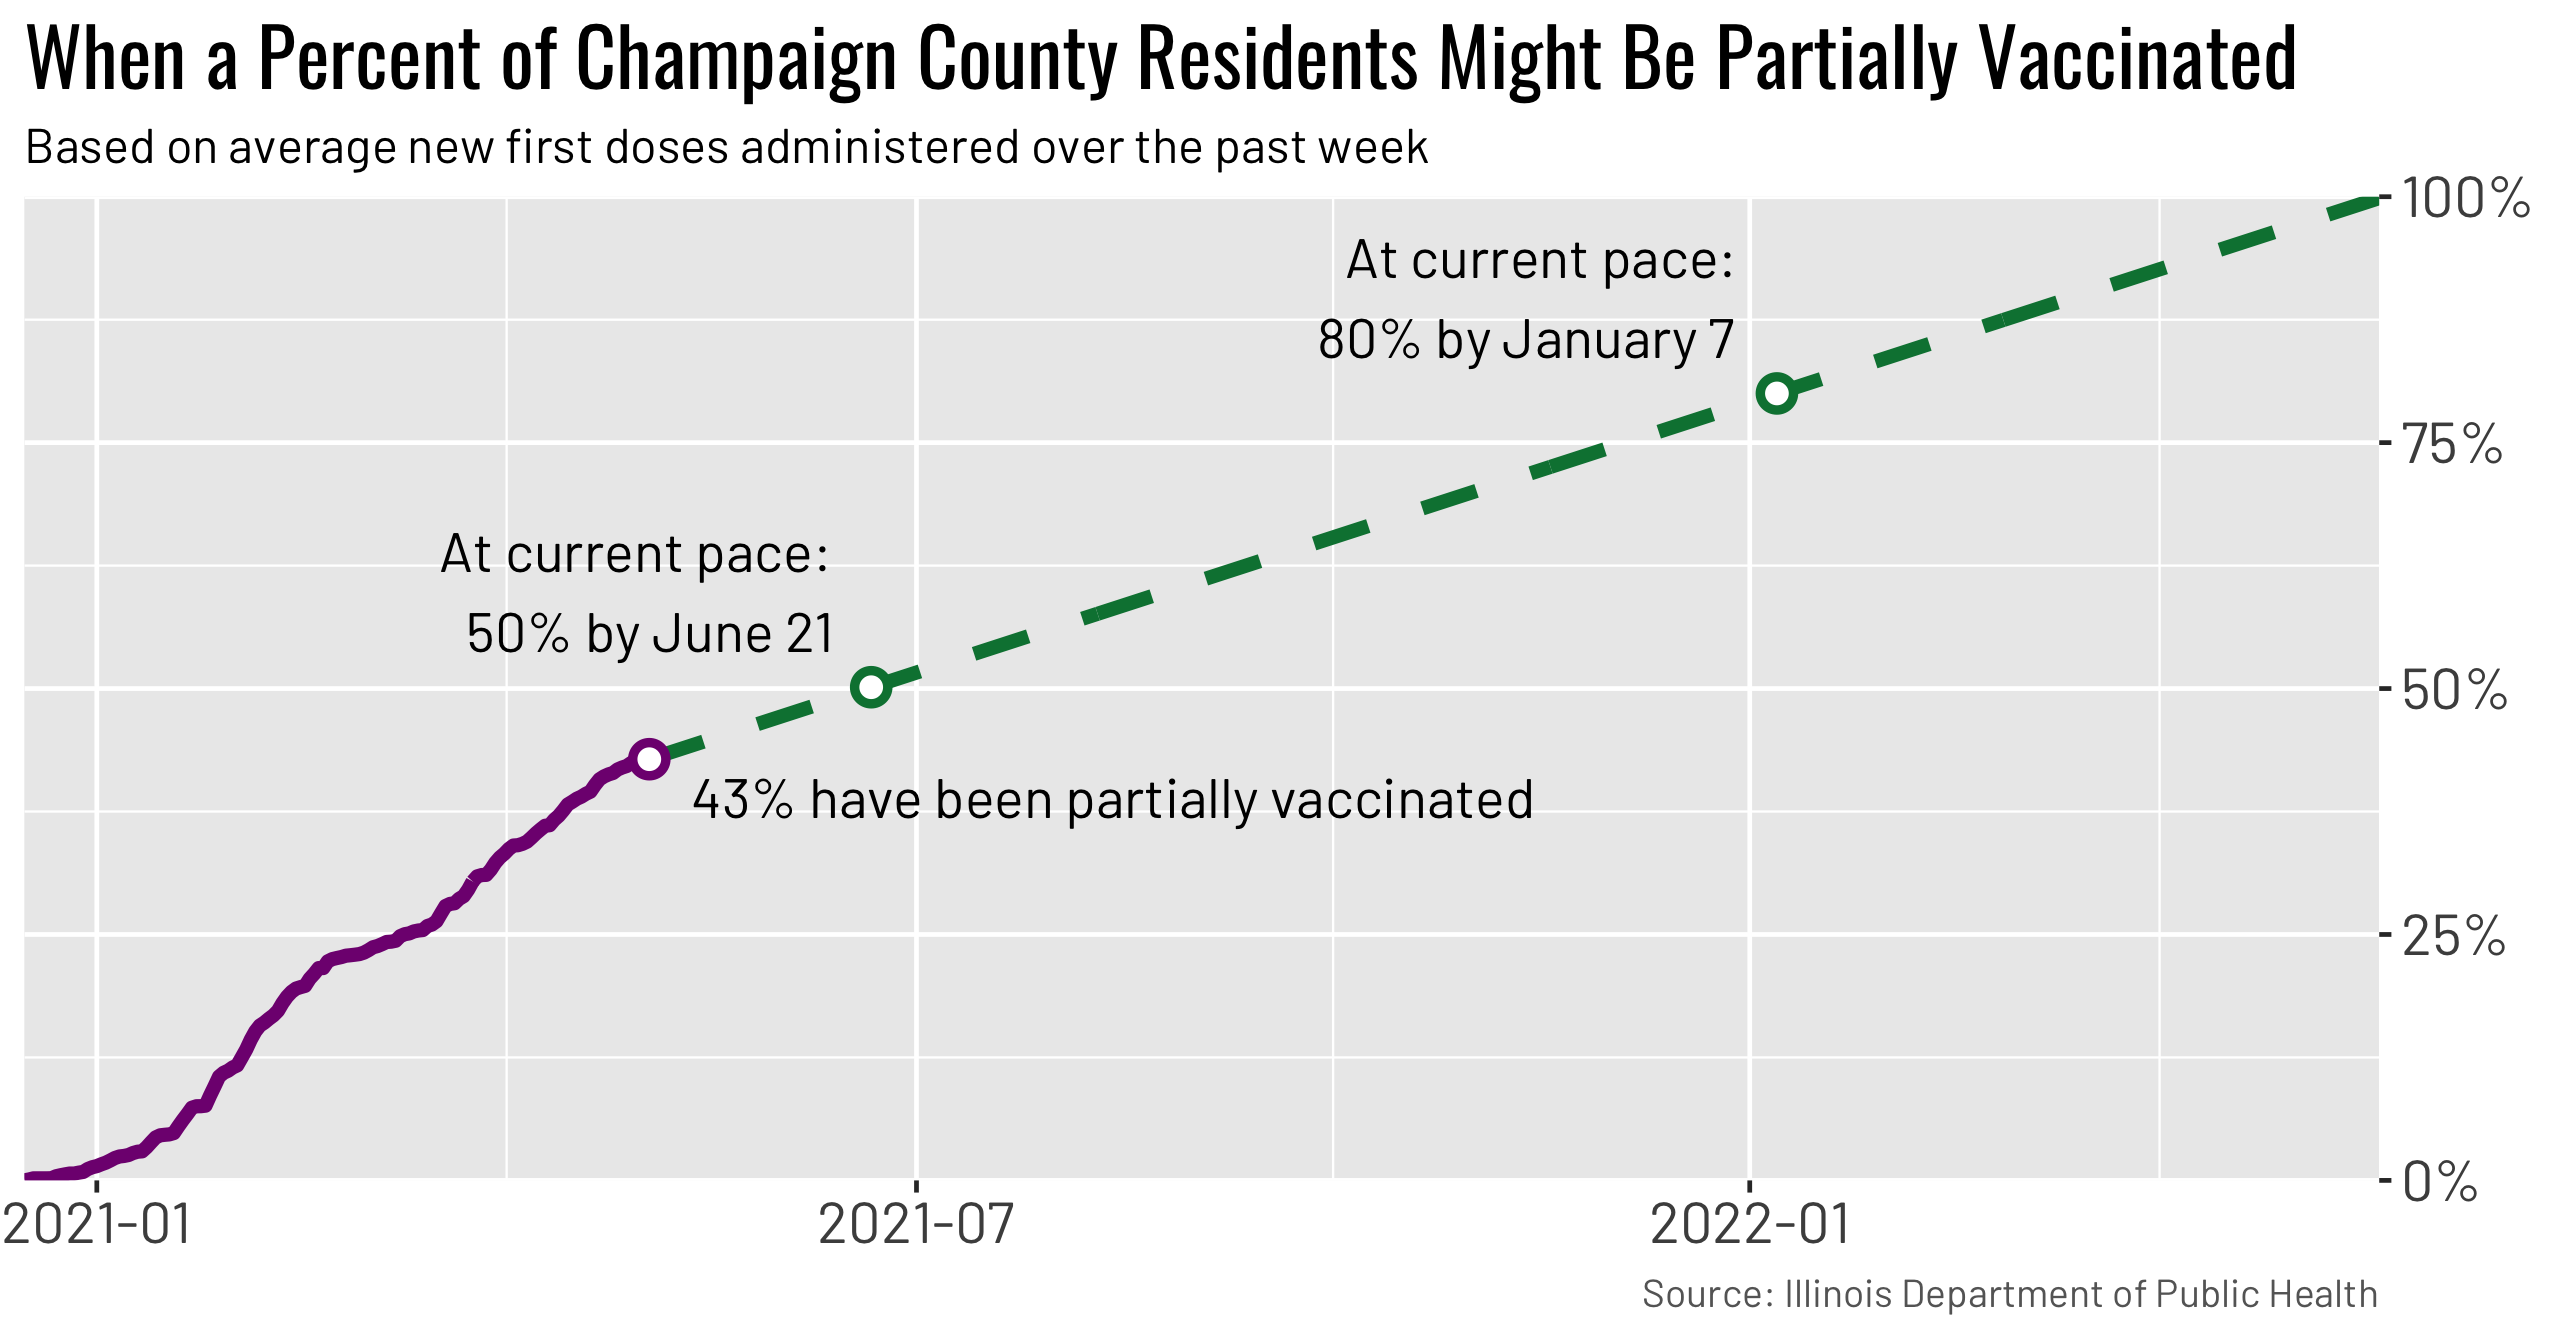 When a Percent of Champaign County Residents Might Be Partially Vaccinated
Based on average new first doses administered over the past week
100%
At current pace:
80% by January 7
75%
At current pace:
50% by June 21
50%
43% have been partially vaccinated
25%
0%
2021-01
2021-07
2022-01
Source: Illinois Department of Public Health